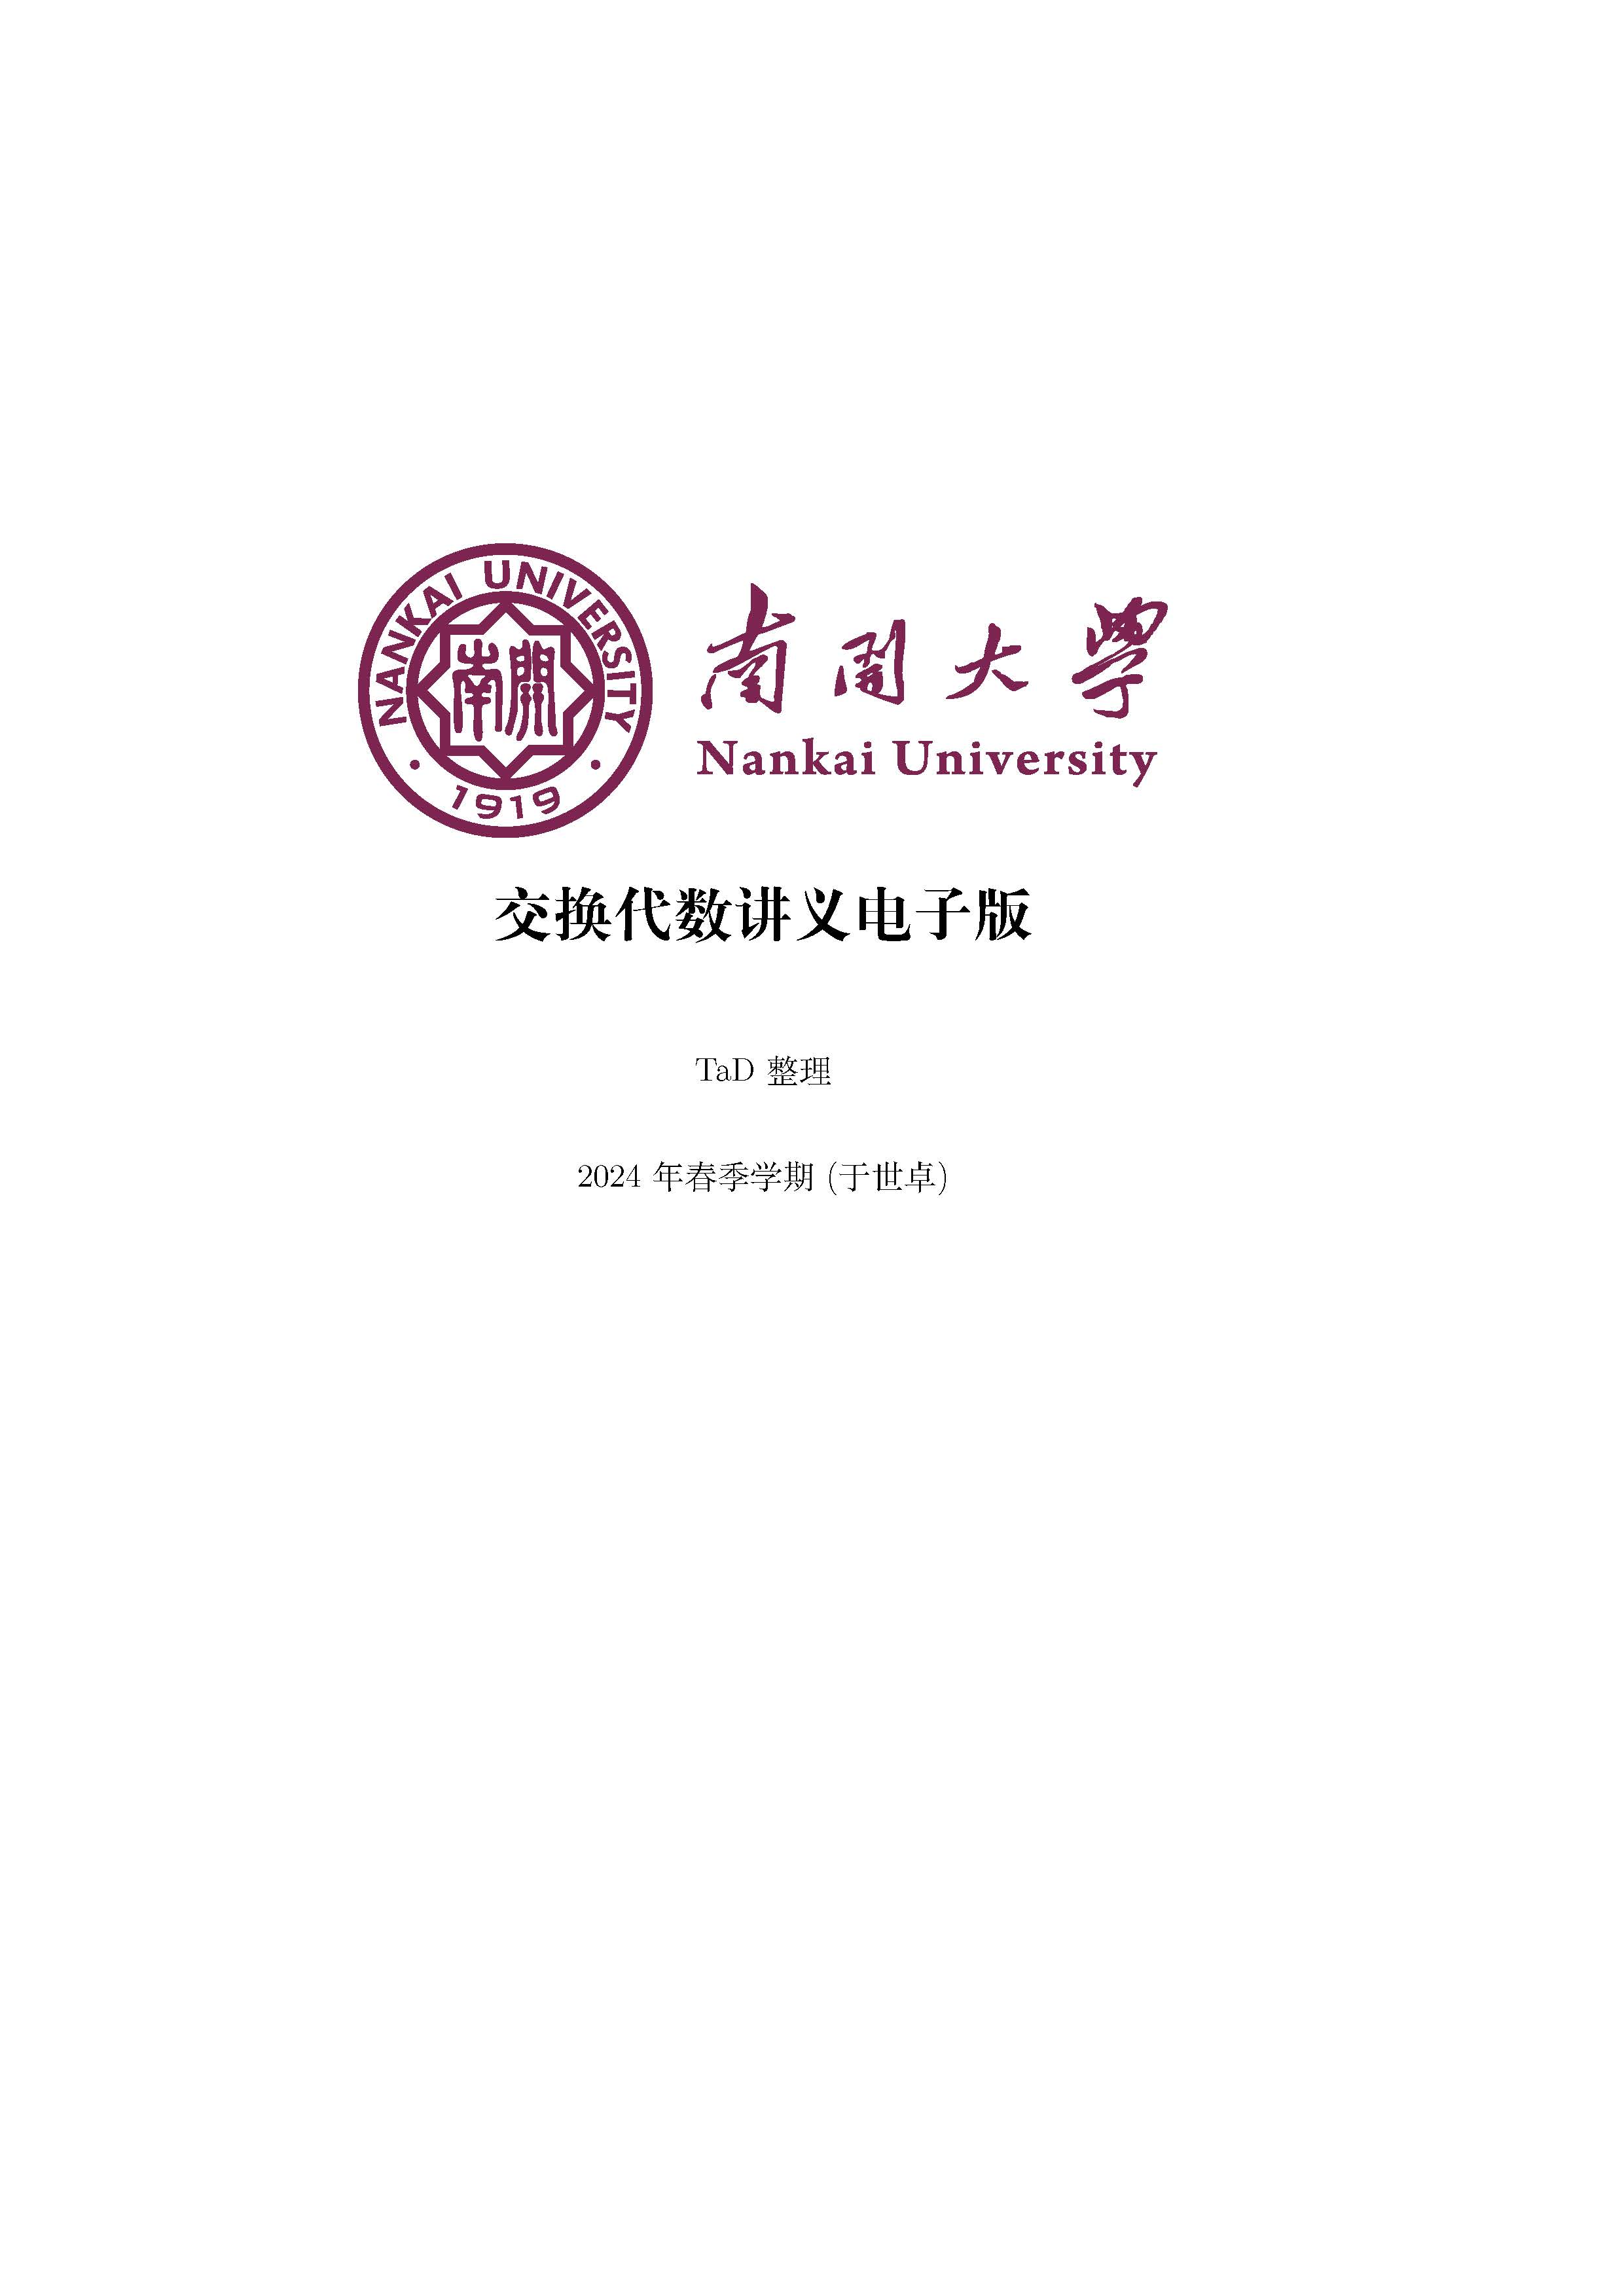 NANKAI UNIVERSITY
南開
1919
南開大學
Nankai University
交换代数讲义电子版
TaD 整理
2024 年春季学期 (于世卓)